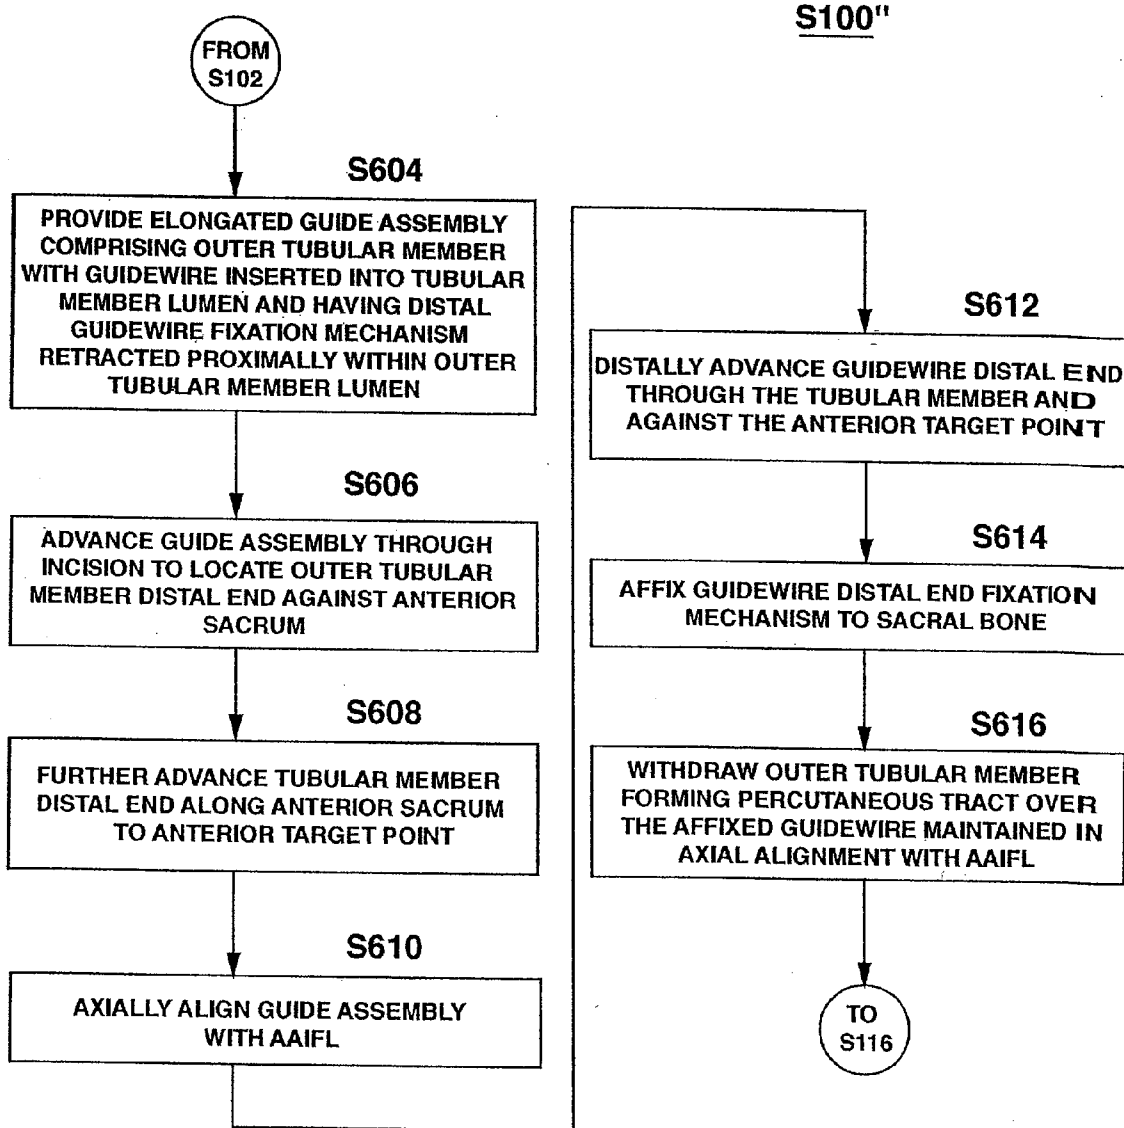 S100"
FROM
S102
S604
PROVIDE ELONGATED GUIDE ASSEMBLY
COMPRISING OUTER TUBULAR MEMBER
WITH GUIDEWIRE INSERTED INTO TUBULAR
MEMBER LUMEN AND HAVING DISTAL
GUIDEWIRE FIXATION MECHANISM
RETRACTED PROXIMALLY WITHIN OUTER
TUBULAR MEMBER LUMEN
S606
ADVANCE GUIDE ASSEMBLY THROUGH
INCISION TO LOCATE OUTER TUBULAR
MEMBER DISTAL END AGAINST ANTERIOR
SACRUM
S608
FURTHER ADVANCE TUBULAR MEMBER
DISTAL END ALONG ANTERIOR SACRUM
TO ANTERIOR TARGET POINT
S610
AXIALLY ALIGN GUIDE ASSEMBLY
WITH AAIFL
S612
DISTALLY ADVANCE GUIDEWIRE DISTAL END
THROUGH THE TUBULAR MEMBER AND
AGAINST THE ANTERIOR TARGET POINT
S614
AFFIX GUIDEWIRE DISTAL END FIXATION
MECHANISM TO SACRAL BONE
S616
WITHDRAW OUTER TUBULAR MEMBER
FORMING PERCUTANEOUS TRACT OVER
THE AFFIXED GUIDEWIRE MAINTAINED IN
AXIAL ALIGNMENT WITH AAIFL
TO
S116